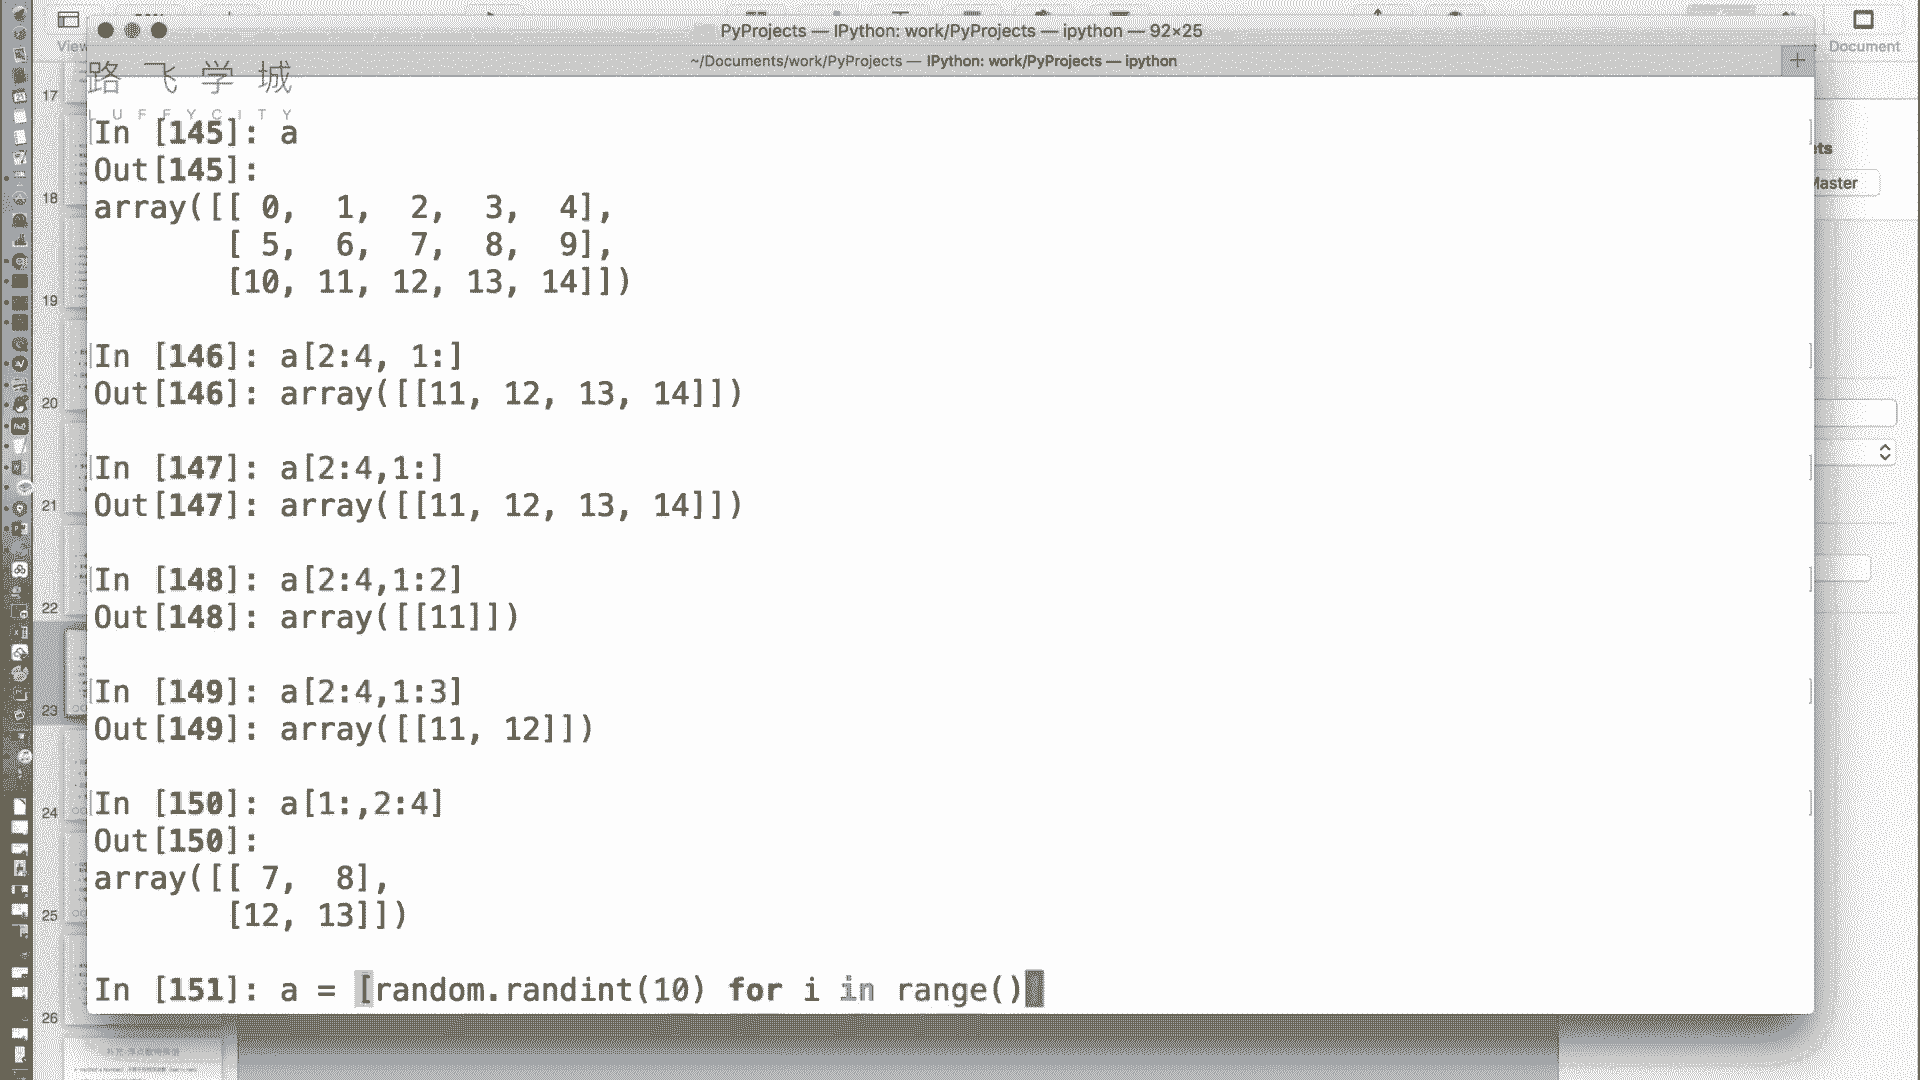 PyProjects — IPython: work/PyProjects — ipython — 92×25
View
Document
~/Documents/work/PyProjects — IPython: work/PyProjects — ipython
+
路飞学城
LUFFYCITY
In [145]: a
Out[145]:
array([[ 0, 1, 2, 3, 4],
[ 5, 6, 7, 8, 9],
[10, 11, 12, 13, 14]])
In [146]: a[2:4, 1:]
Out[146]: array([[11, 12, 13, 14]])
In [147]: a[2:4,1:]
Out[147]: array([[11, 12, 13, 14]])
In [148]: a[2:4,1:2]
Out[148]: array([[11]])
In [149]: a[2:4,1:3]
Out[149]: array([[11, 12]])
In [150]: a[1:,2:4]
Out[150]:
array([[ 7, 8],
[12, 13]])
In [151]: a = [random.randint(10) for i in range()
17
18
19
20
21
22
23
24
25
26
ets
Master